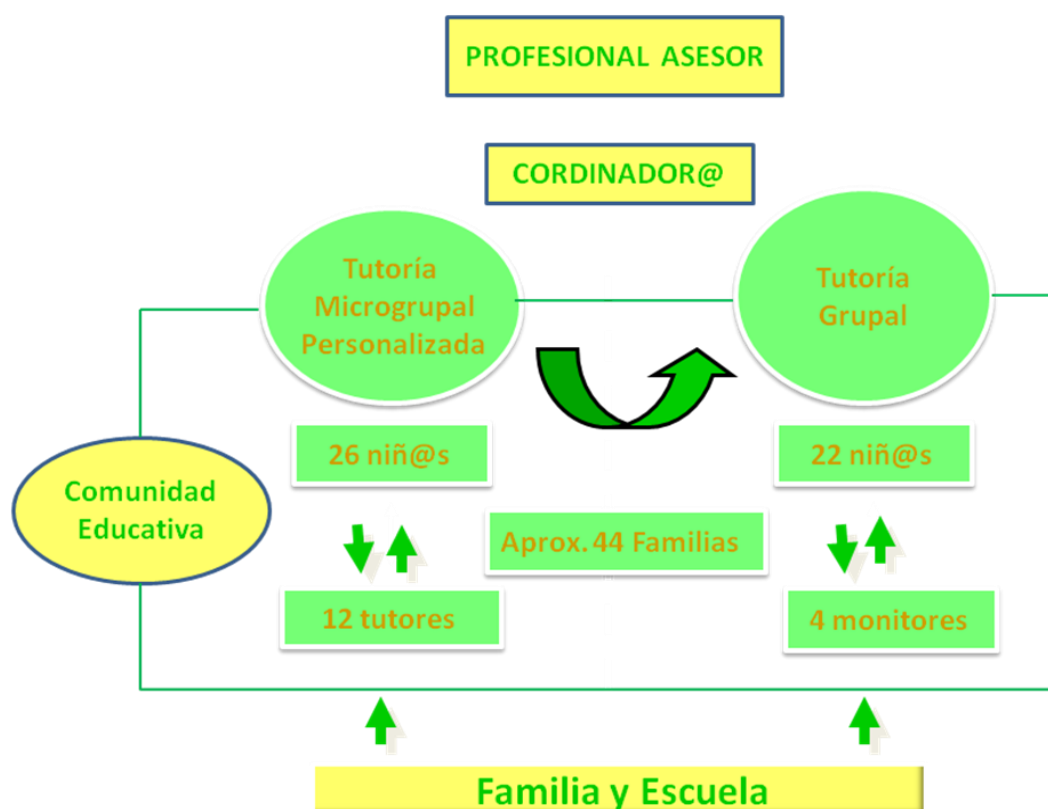 PROFESIONAL ASESOR
CORDINADOR@
Tutoría
Microgrupal
Personalizada
Tutoría
Grupal
26 niñ@s
22 niñ@s
Comunidad
Educativa
Aprox. 44 Familias
12 tutores
4 monitores
Familia y Escuela